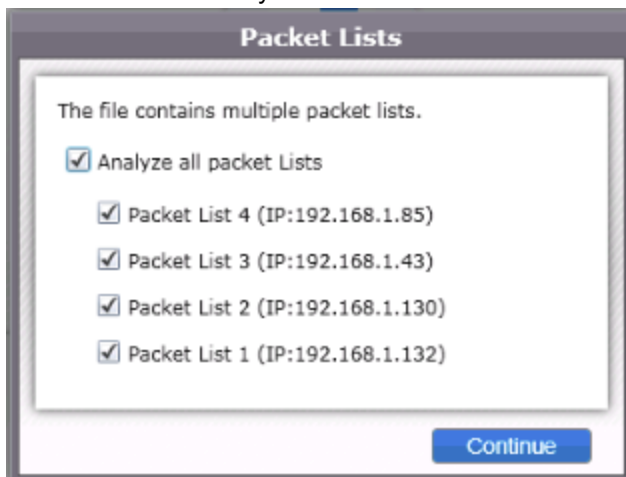 Packet Lists
The file contains multiple packet lists.
Analyze all packet Lists
Packet List 4 (IP:192.168.1.85)
Packet List 3 (IP:192.168.1.43)
Packet List 2 (IP:192.168.1.130)
Packet List 1 (IP:192.168.1.132)
Continue